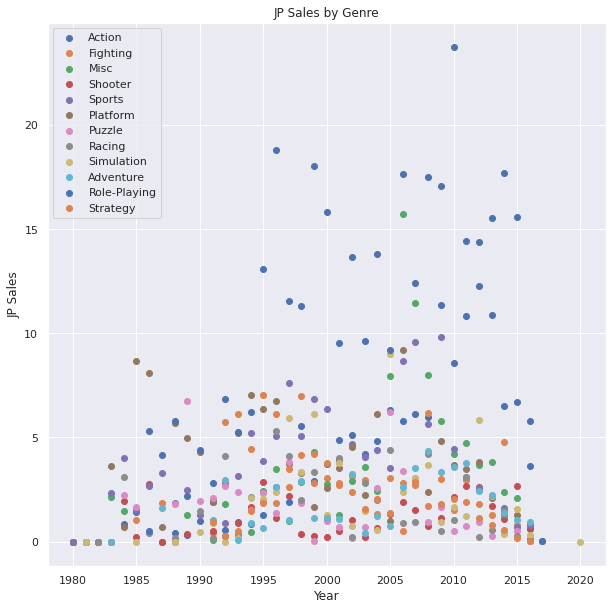 JP Sales by Genre
Action
Fighting
Misc
Shooter
Sports
Platform
Puzzle
Racing
Simulation
Adventure
Role-Playing
Strategy
JP Sales
20
15
10
5
0
1980 1985 1990 1995 2000 2005 2010 2015 2020
Year